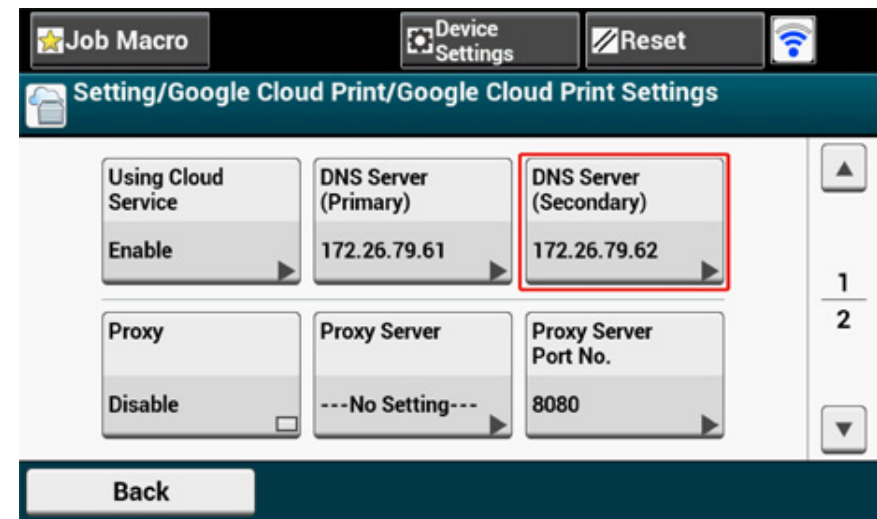 Job Macro
Device
Settings
Reset
Setting/Google Cloud Print/Google Cloud Print Settings
Using Cloud
Service
Enable
DNS Server
(Primary)
172.26.79.61
DNS Server
(Secondary)
172.26.79.62
1
2
Proxy
Disable
Proxy Server
---No Setting---
Proxy Server
Port No.
8080
Back